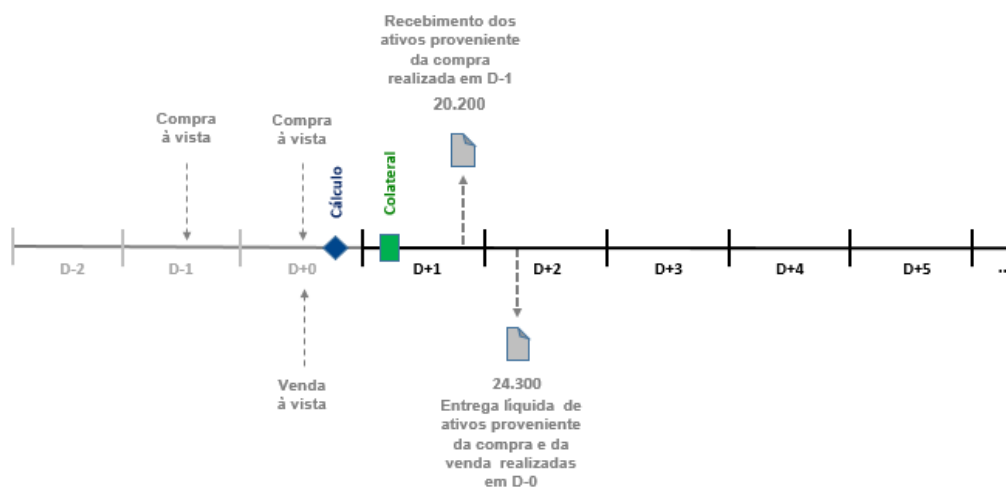 Recebimento dos
ativos proveniente
da compra
realizada em D-1
20.200
Compra
à vista
Compra
à vista
Cálculo
Colateral
D-2
D-1
D+0
D+1
D+2
D+3
D+4
D+5
...
Venda
à vista
24.300
Entrega líquida de
ativos proveniente
da compra e da
venda realizadas
em D-0